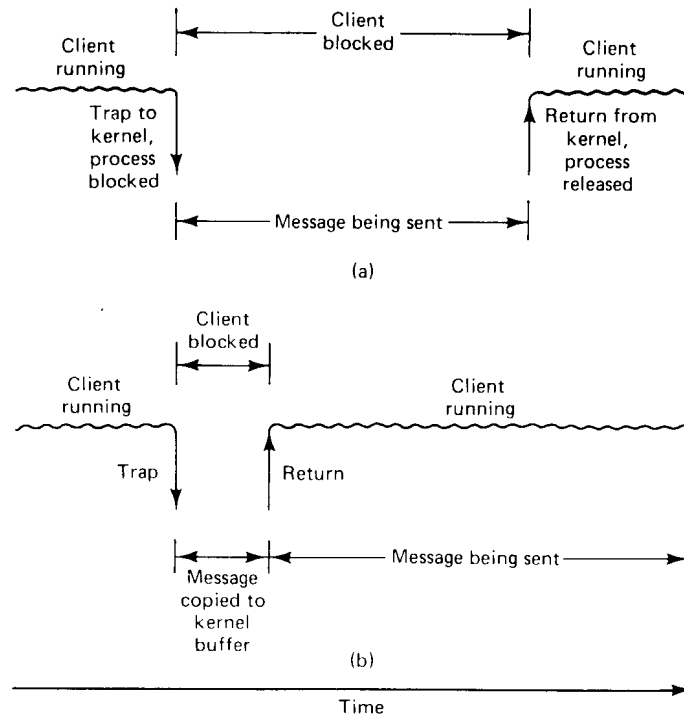 Client
running
Client
blocked
Client
running
Trap to
kernel,
process
blocked
Return from
kernel,
process
released
Message being sent
(a)
Client
blocked
Client
running
Client
running
Trap
Return
Message
copied to
kernel
buffer
Message being sent
(b)
Time